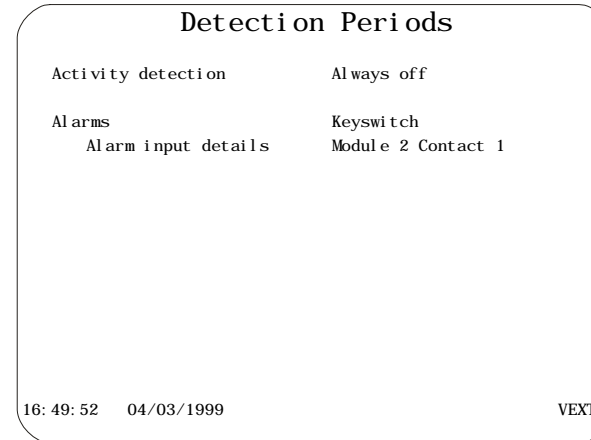 Detection Periods
Activity detection Always off
Alarms Keyswitch
Alarm input details Module 2 Contact 1
16:49:52 04/03/1999 VEXT